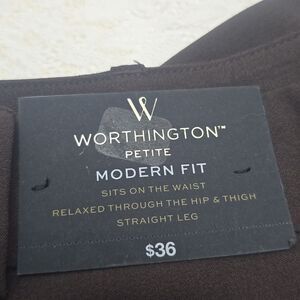 W
WORTHINGTON™
PETITE
MODERN FIT
SITS ON THE WAIST
RELAXED THROUGH THE HIP & THIGH
STRAIGHT LEG
$36